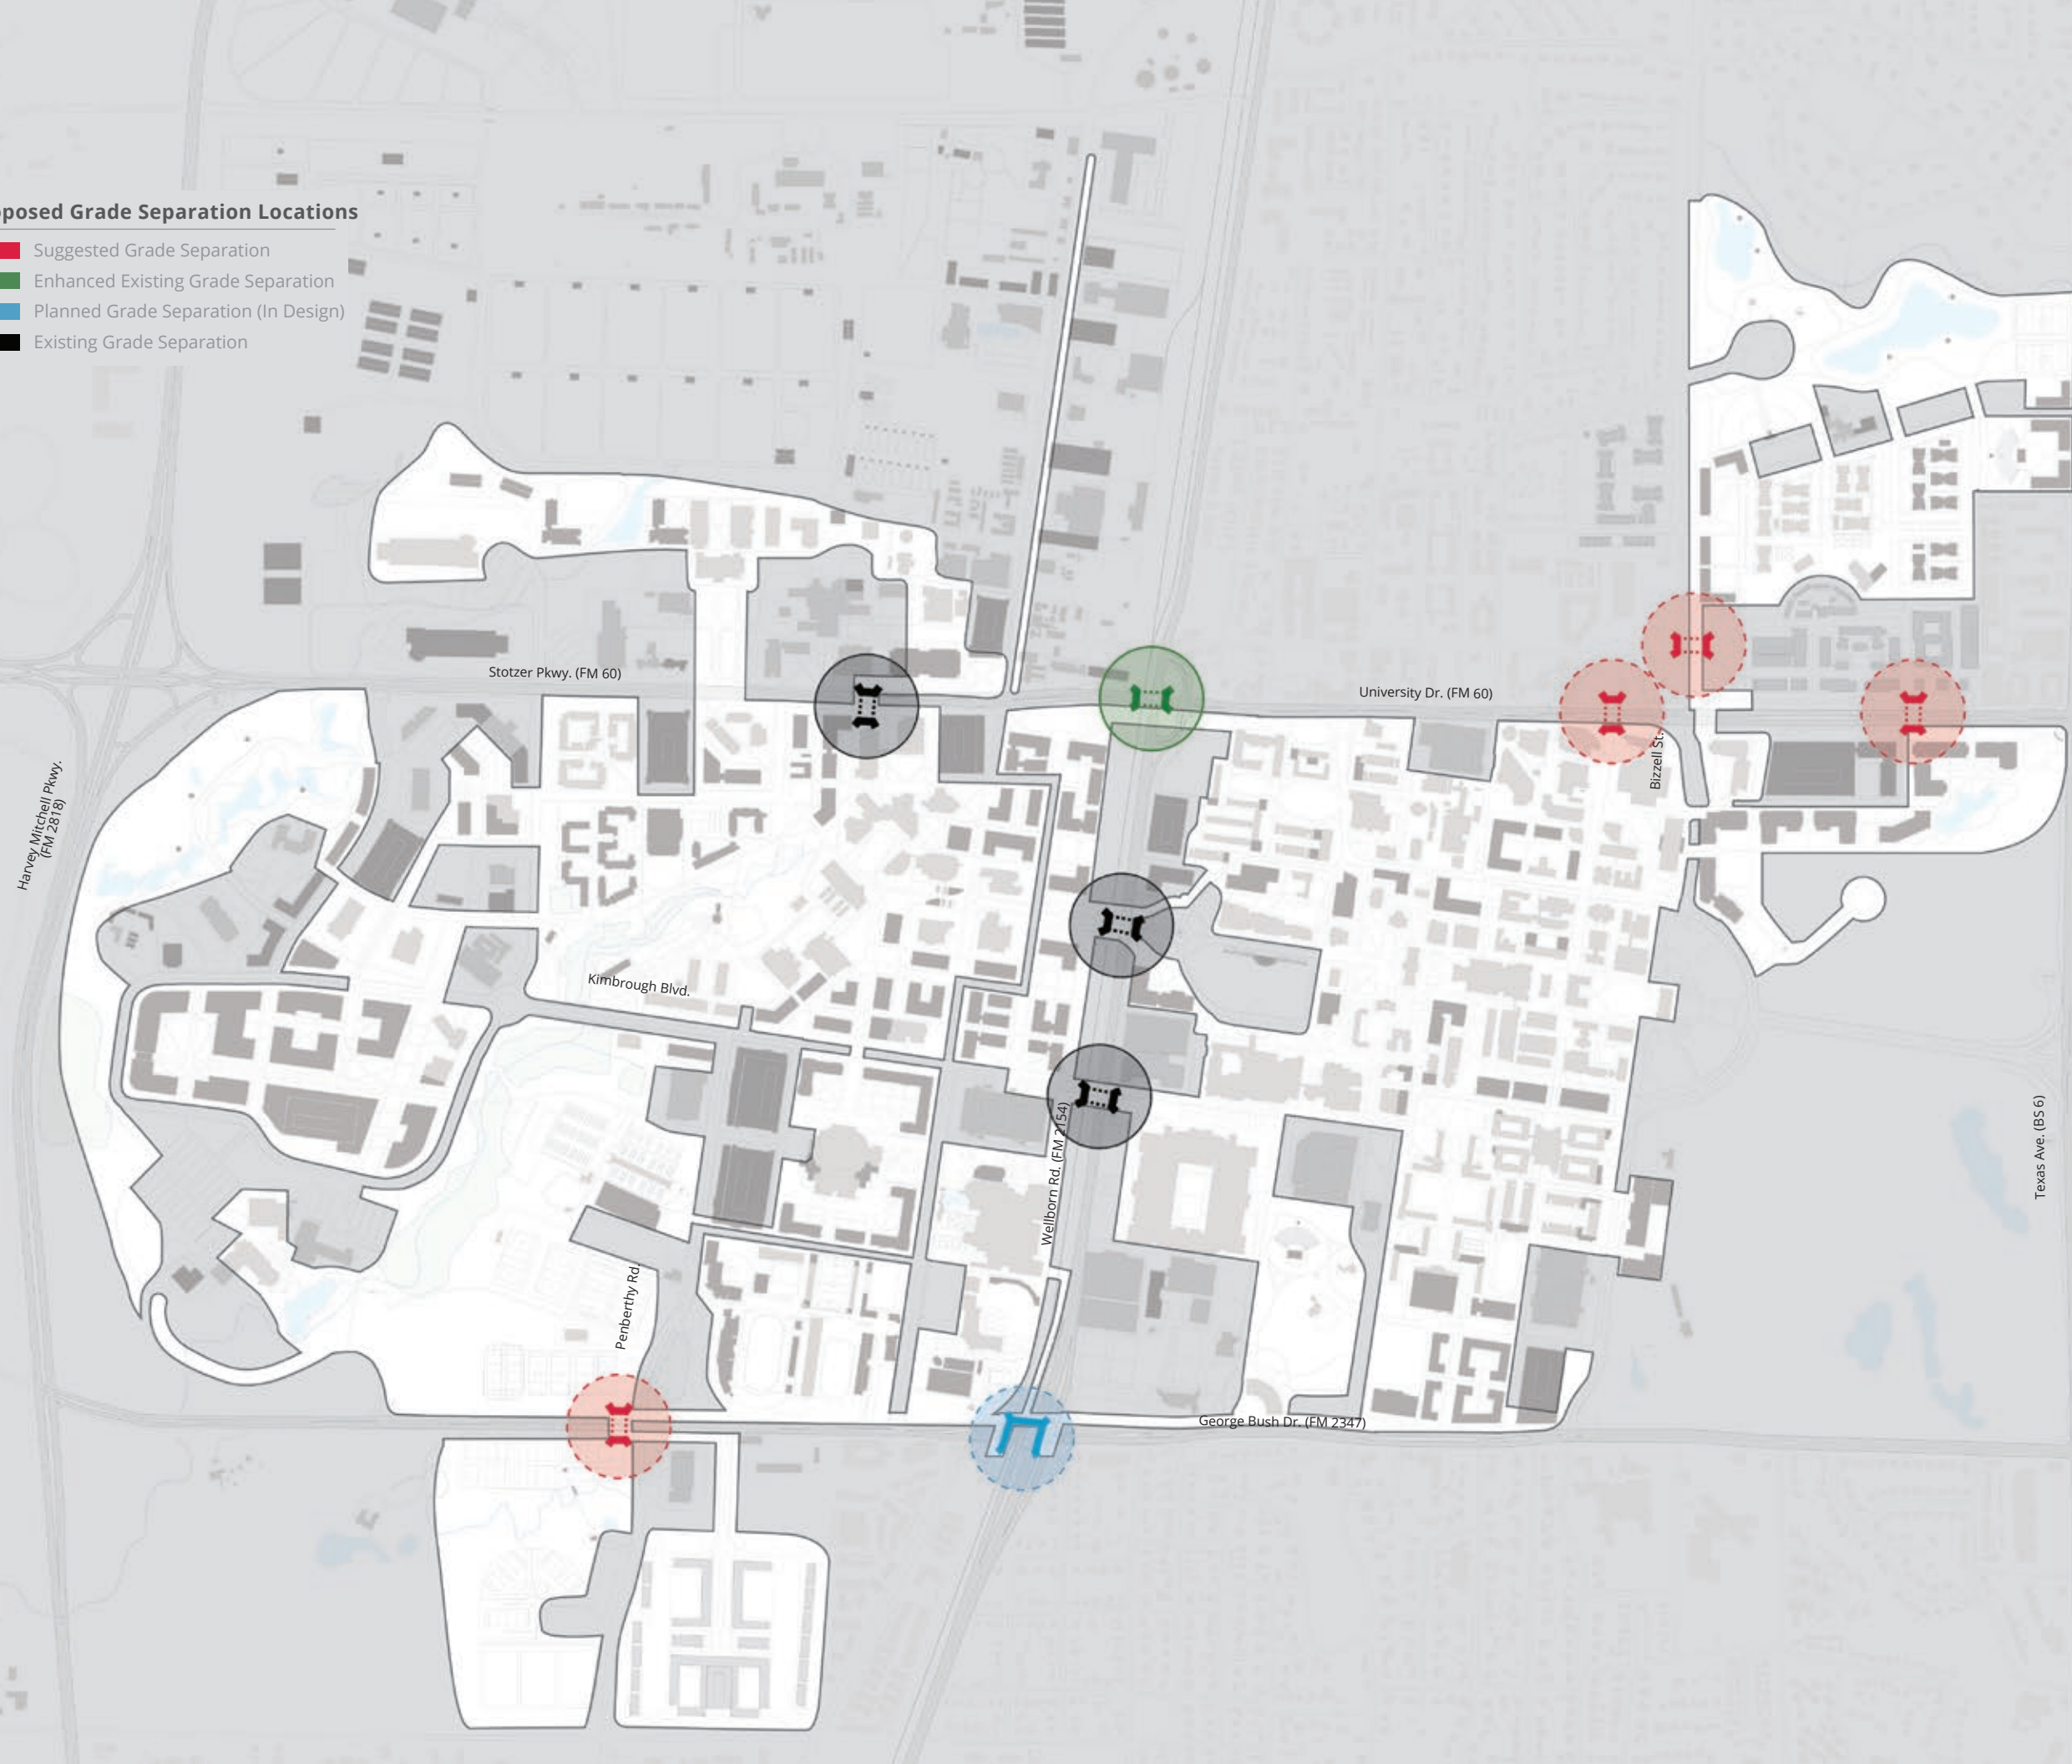 posed Grade Separation Locations
Suggested Grade Separation
Enhanced Existing Grade Separation
Planned Grade Separation (In Design)
Existing Grade Separation
Stotzer Pkwy. (FM 60)
University Dr. (FM 60)
Bizzell St.
Harvey Mitchell Pkwy.
(FM 2818)
Kimbrough Blvd.
Wellborn Rd. (FM 2154)
Texas Ave. (BS 6)
Penberthy Rd.
George Bush Dr. (FM 2347)